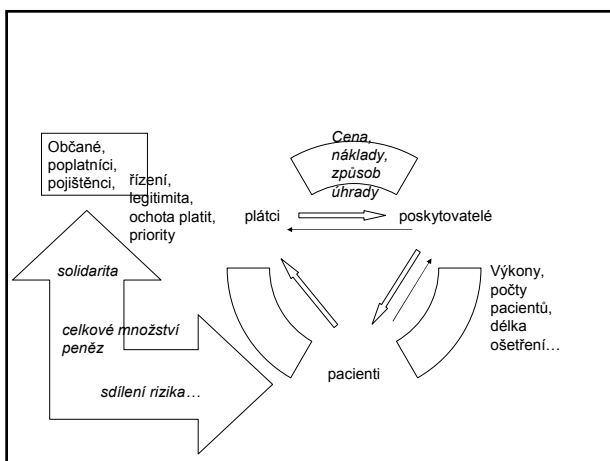 Občané,
poplatníci,
pojištěnci,
řízení,
legitimita,
ochota platit,
priority
Cena,
náklady,
způsob
úhrady
plátci
poskytovatelé
solidarita
celkové množství
peněz
sdílení rizika…
Výkony,
počty
pacientů,
délka
ošetření…
pacienti